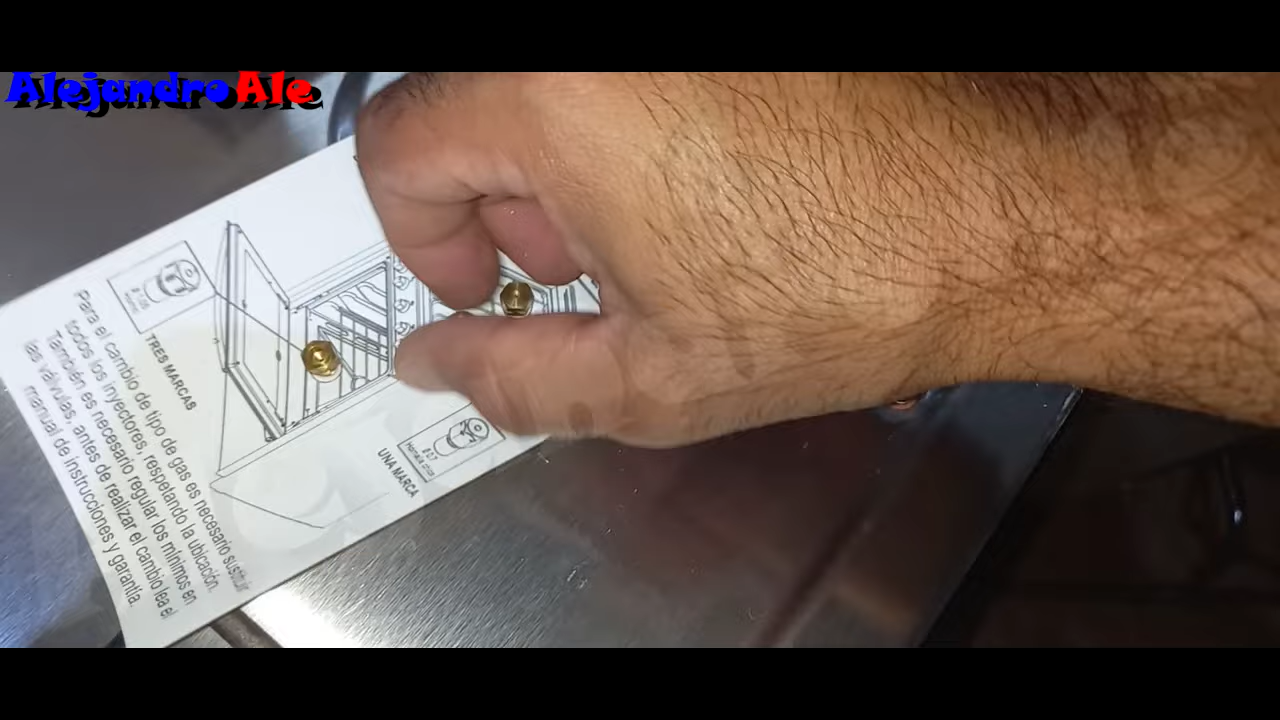 AlejandroAle
TRES MARCAS
UNA MARCA
Para el cambio de tipo de gas es necesario sustituir
todos los inyectores, respetando la ubicación.
También es necesario regular los mínimos en
las válvulas, antes de realizar el cambio lea el
manual de instrucciones y garantía.